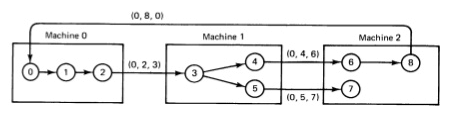 (0, 8, 0)
Machine 0
Machine 1
Machine 2
(0, 2, 3)
(0, 4, 6)
(0, 5, 7)
0
1
2
3
4
5
6
7
8